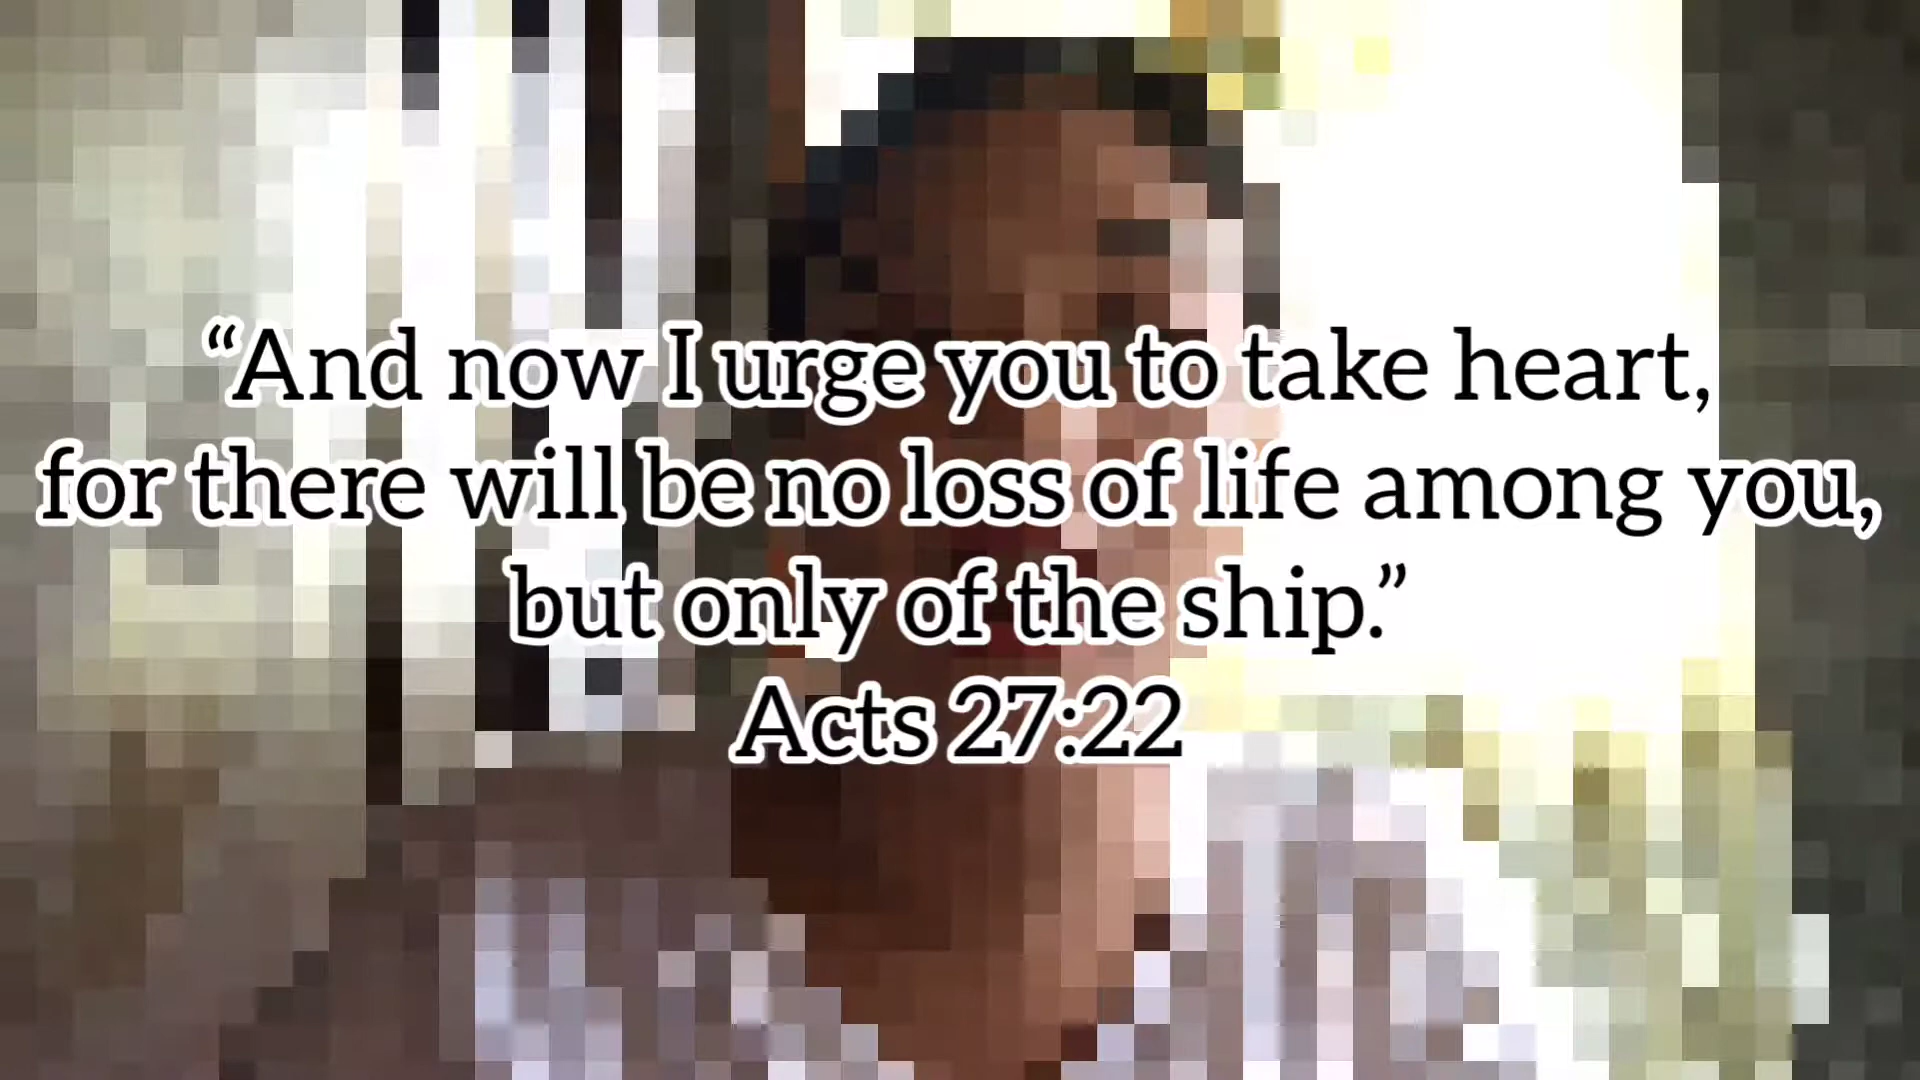 “And now I urge you to take heart,
for there will be no loss of life among you,
but only of the ship.”
Acts 27:22